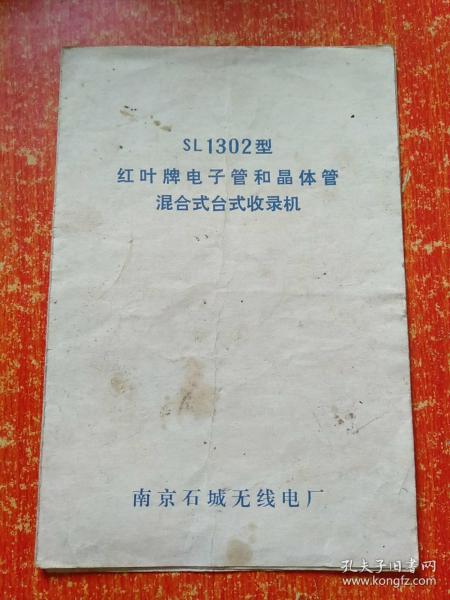 SL1302型
红叶牌电子管和晶体管
混合式台式收录机
南京石城无线电厂
孔夫子旧书网
www.kongfz.com